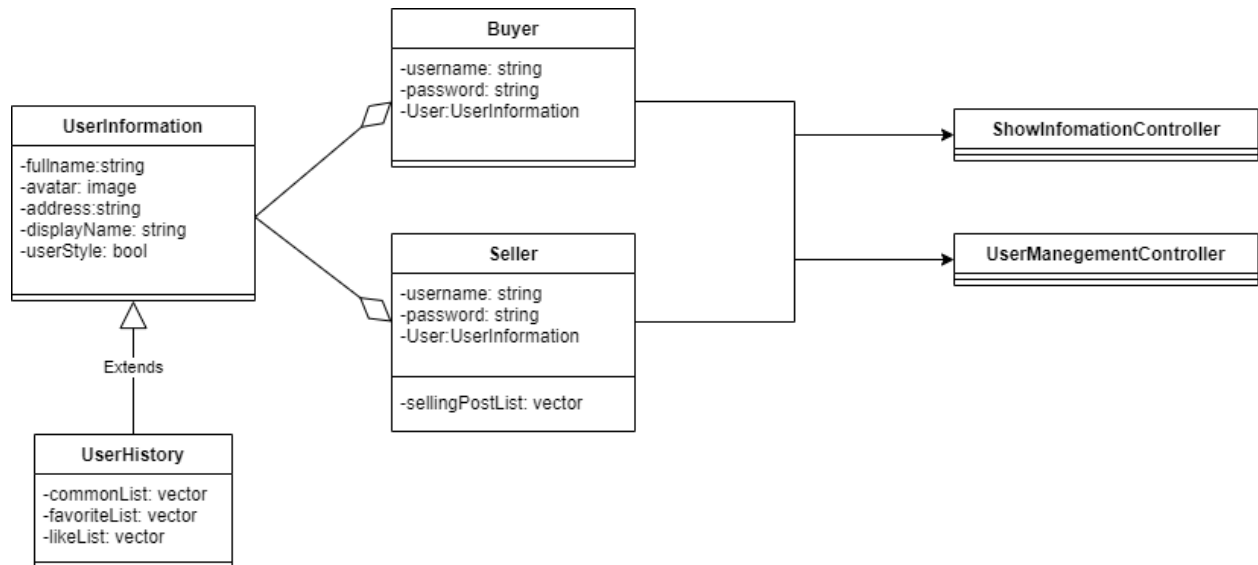 Buyer
-username: string
-password: string
-User:UserInformation
UserInformation
-fullname:string
-avatar: image
-address:string
-displayName: string
-userStyle: bool
ShowInfomationController
Seller
-username: string
-password: string
-User:UserInformation
-sellingPostList: vector
UserManegementController
Extends
UserHistory
-commonList: vector
-favoriteList: vector
-likeList: vector